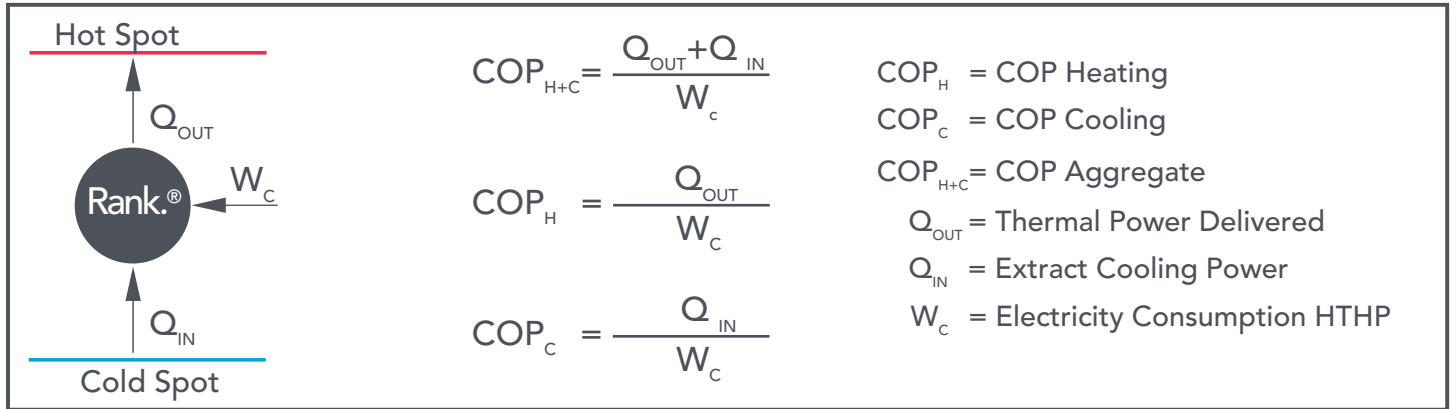 Hot Spot
Q_OUT
Rank.®
W_C
Q_IN
Cold Spot
COP_H+C = Q_OUT+Q_IN / W_c
COP_H = Q_OUT / W_C
COP_C = Q_IN / W_C
COP_H = COP Heating
COP_C = COP Cooling
COP_H+C = COP Aggregate
Q_OUT = Thermal Power Delivered
Q_IN = Extract Cooling Power
W_C = Electricity Consumption HTHP